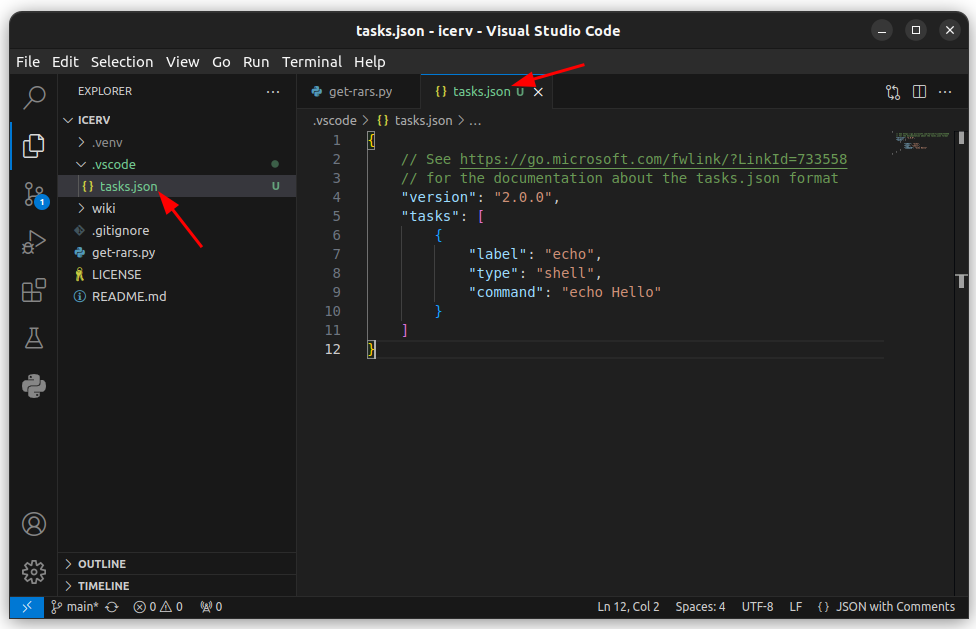 tasks.json - icerv - Visual Studio Code
File Edit Selection View Go Run Terminal Help
EXPLORER
ICERV
.venv
.vscode
{} tasks.json U
wiki
.gitignore
get-rars.py
LICENSE
README.md
OUTLINE
TIMELINE
1
get-rars.py
{} tasks.json U
.vscode > {} tasks.json > ...
1 {
2 // See https://go.microsoft.com/fwlink/?LinkId=733558
3 // for the documentation about the tasks.json format
4 "version": "2.0.0",
5 "tasks": [
6 {
7 "label": "echo",
8 "type": "shell",
9 "command": "echo Hello"
10 }
11 ]
12 }
main* 0 0 0 Ln 12, Col 2 Spaces: 4 UTF-8 LF {} JSON with Comments